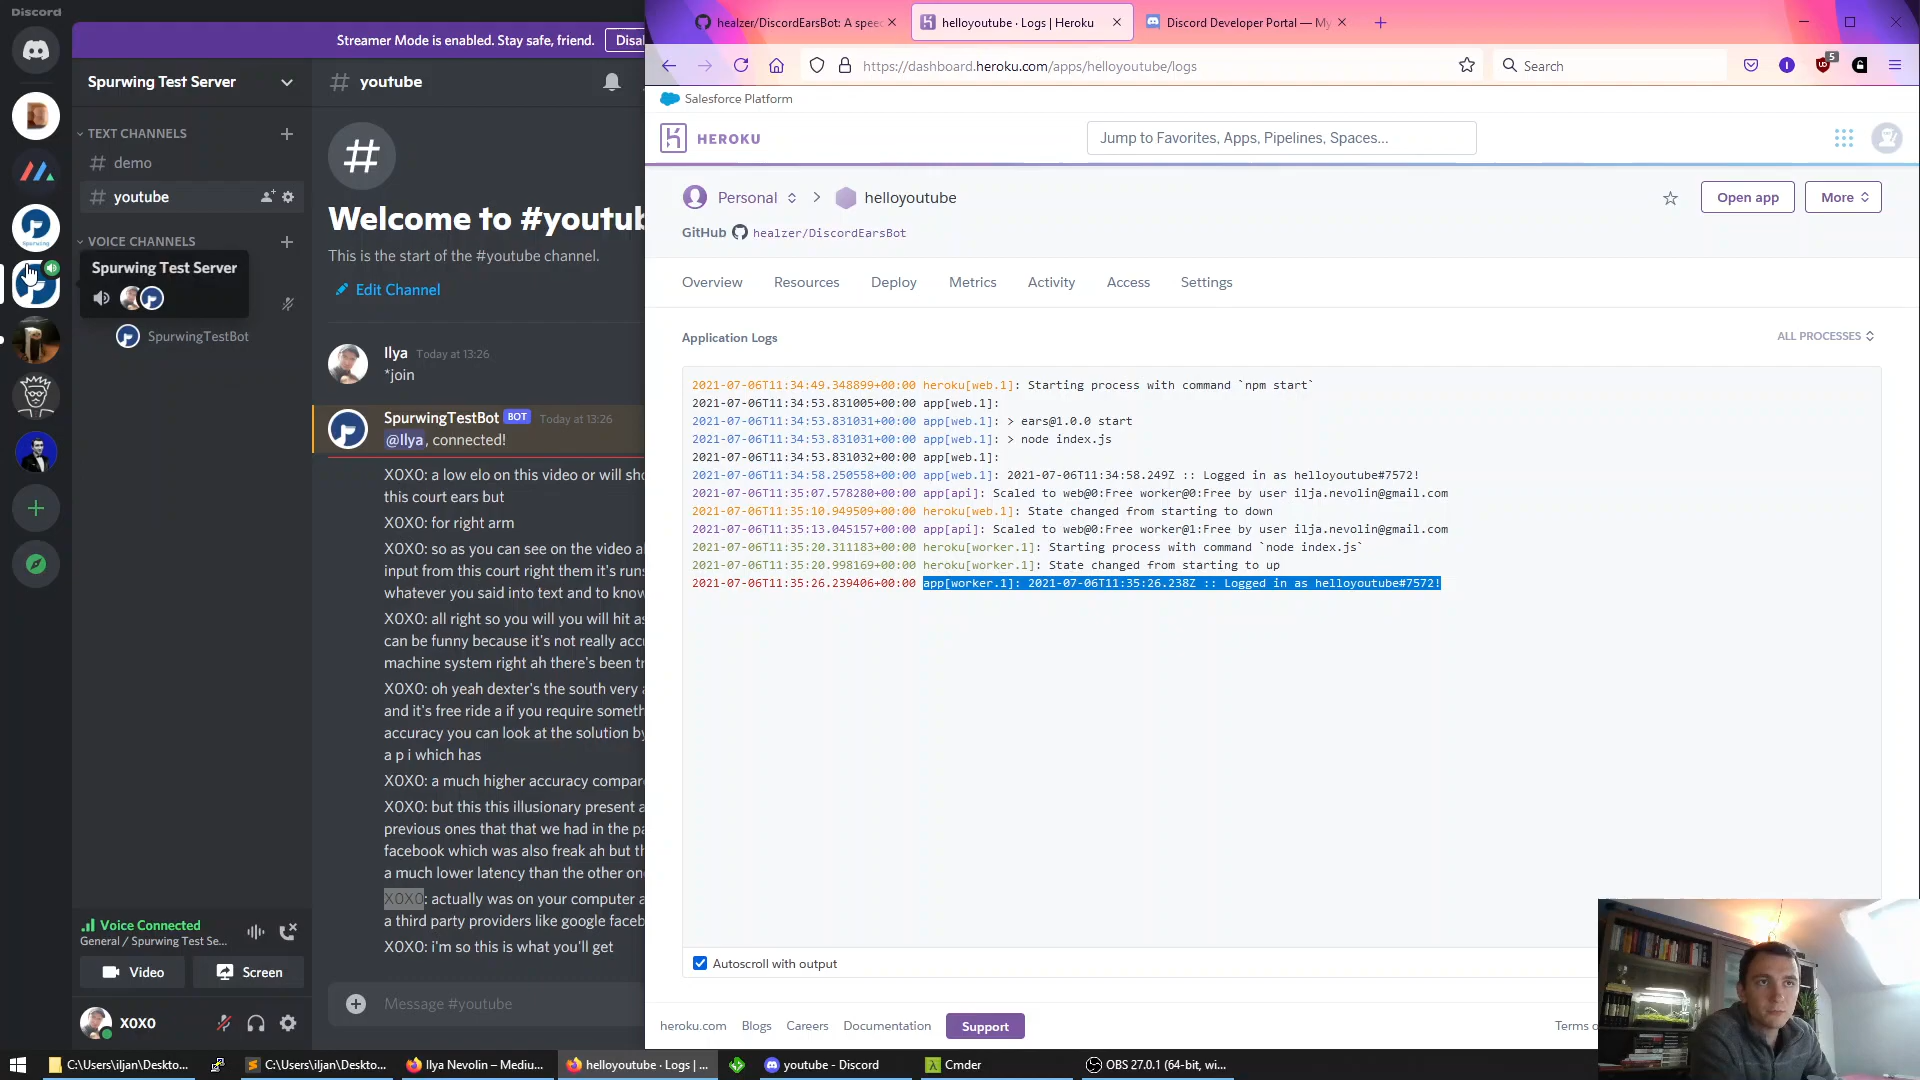 Discord
Streamer Mode is enabled. Stay safe, friend.
Spurwing Test Server
youtube
TEXT CHANNELS
demo
youtube
VOICE CHANNELS
Spurwing Test Server
SpurwingTestBot
Voice Connected
General / Spurwing Test Se...
Video
Screen
X0X0
#
Welcome to #youtub
This is the start of the #youtube channel.
Edit Channel
Ilya Today at 13:26
*join
SpurwingTestBot BOT Today at 13:26
@Ilya, connected!
X0X0: a low elo on this video or will
this court ears but
X0X0: for right arm
X0X0: so as you can see on the video
input from this court right them it's
whatever you said into text and to
X0X0: all right so you will you will hit
can be funny because it's not really
machine system right ah there's been
X0X0: oh yeah dexter's the south very
and it's free ride a if you require
accuracy you can look at the solution
a p i which has
X0X0: a much higher accuracy
X0X0: but this this illusionary present
previous ones that that we had in the
facebook which was also freak ah but
a much lower latency than the other
X0X0: actually was on your computer
a third party providers like google
X0X0: i'm so this is what you'll get
Message #youtube
healzer/DiscordEarsBot: A
helloyoutube · Logs | Heroku
Discord Developer Portal — My
https://dashboard.heroku.com/apps/helloyoutube/logs
Search
5
Salesforce Platform
HEROKU
Jump to Favorites, Apps, Pipelines, Spaces...
Personal
helloyoutube
Open app
More
GitHub healzer/DiscordEarsBot
Overview Resources Deploy Metrics Activity Access Settings
Application Logs
ALL PROCESSES
2021-07-06T11:34:49.348899+00:00 heroku[web.1]: Starting process with command `npm start`
2021-07-06T11:34:53.831005+00:00 app[web.1]:
2021-07-06T11:34:53.831031+00:00 app[web.1]: > ears@1.0.0 start
2021-07-06T11:34:53.831031+00:00 app[web.1]: > node index.js
2021-07-06T11:34:53.831032+00:00 app[web.1]:
2021-07-06T11:34:58.250558+00:00 app[web.1]: 2021-07-06T11:34:58.249Z :: Logged in as helloyoutube#7572!
2021-07-06T11:35:07.578280+00:00 app[api]: Scaled to web@0:Free worker@0:Free by user ilja.nevolin@gmail.com
2021-07-06T11:35:10.949509+00:00 heroku[web.1]: State changed from starting to down
2021-07-06T11:35:13.045157+00:00 app[api]: Scaled to web@0:Free worker@1:Free by user ilja.nevolin@gmail.com
2021-07-06T11:35:20.311183+00:00 heroku[worker.1]: Starting process with command `node index.js`
2021-07-06T11:35:20.998169+00:00 heroku[worker.1]: State changed from starting to up
2021-07-06T11:35:26.239406+00:00 app[worker.1]: 2021-07-06T11:35:26.238Z :: Logged in as helloyoutube#7572!
Autoscroll with output
heroku.com Blogs Careers Documentation Support
Terms
C:\Users\iljan\Deskto...
C:\Users\iljan\Deskto...
Ilya Nevolin – Mediu...
helloyoutube · Logs | ...
youtube - Discord
Cmder
OBS 27.0.1 (64-bit, wi...